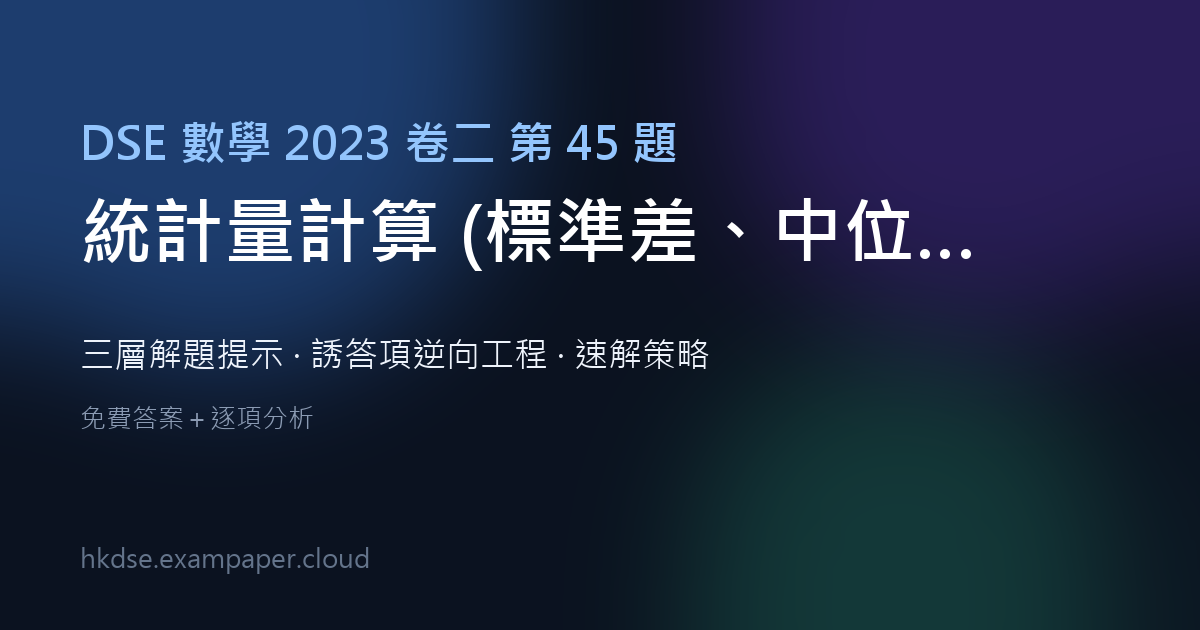 DSE 數學 2023 卷二 第 45 題
統計量計算 (標準差、中位...
三層解題提示 · 誘答項逆向工程 · 速解策略
免費答案 + 逐項分析
hkdse.exampaper.cloud